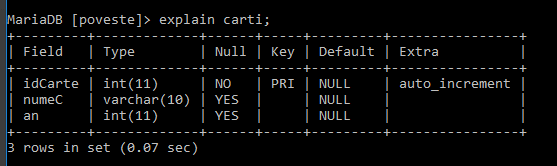 MariaDB [poveste]> explain carti;
+---------+-------------+------+-----+---------+----------------+
| Field   | Type        | Null | Key | Default | Extra          |
+---------+-------------+------+-----+---------+----------------+
| idCarte | int(11)     | NO   | PRI | NULL    | auto_increment |
| numeC   | varchar(10) | YES  |     | NULL    |                |
| an      | int(11)     | YES  |     | NULL    |                |
+---------+-------------+------+-----+---------+----------------+
3 rows in set (0.07 sec)